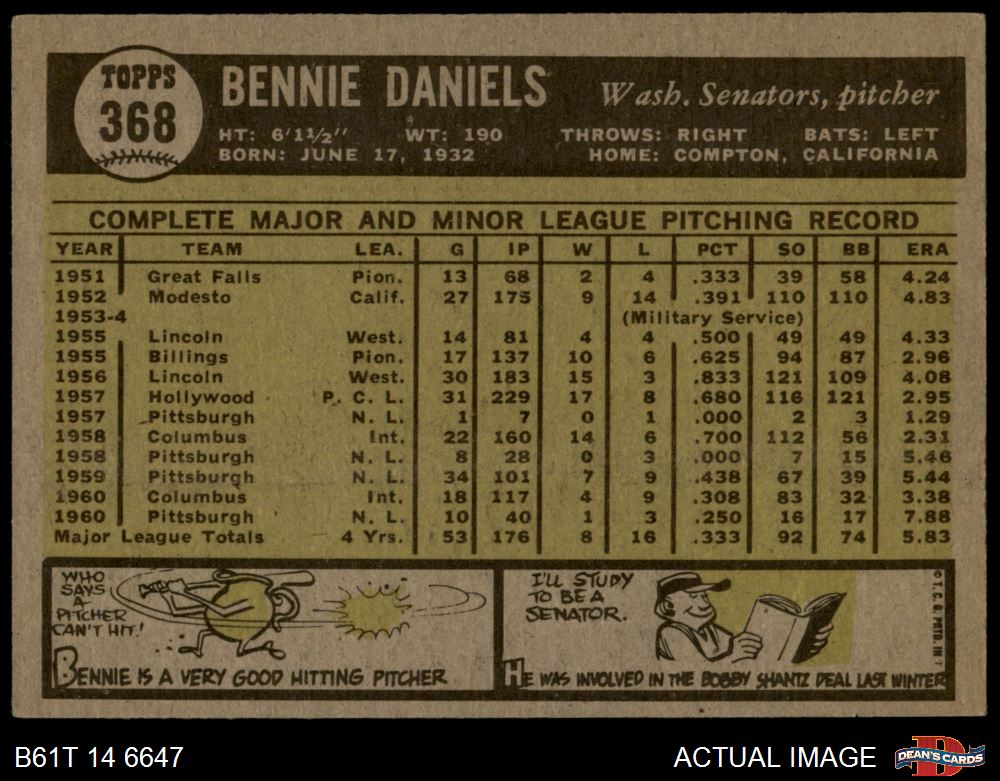 TOPPS
368
BENNIE DANIELS
Wash. Senators, pitcher
HT: 6'1½" WT: 190 THROWS: RIGHT BATS: LEFT
BORN: JUNE 17, 1932 HOME: COMPTON, CALIFORNIA
COMPLETE MAJOR AND MINOR LEAGUE PITCHING RECORD
YEAR TEAM LEA. G IP W L PCT SO BB ERA
1951 Great Falls Pion. 13 68 2 4 .333 39 58 4.24
1952 Modesto Calif. 27 175 9 14 .391 110 110 4.83
1953-4 (Military Service)
1955 Lincoln West. 14 81 4 4 .500 49 49 4.33
1955 Billings Pion. 17 137 10 6 .625 94 87 2.96
1956 Lincoln West. 30 183 15 3 .833 121 109 4.08
1957 Hollywood P. C. L. 31 229 17 8 .680 116 121 2.95
1957 Pittsburgh N. L. 1 7 0 1 .000 2 3 1.29
1958 Columbus Int. 22 160 14 6 .700 112 56 2.31
1958 Pittsburgh N. L. 8 28 0 3 .000 7 15 5.46
1959 Pittsburgh N. L. 34 101 7 9 .438 67 39 5.44
1960 Columbus Int. 18 117 4 9 .308 83 32 3.38
1960 Pittsburgh N. L. 10 40 1 3 .250 16 17 7.88
Major League Totals 4 Yrs. 53 176 8 16 .333 92 74 5.83
WHO
SAYS
A
PITCHER
CAN'T HIT!
BENNIE IS A VERY GOOD HITTING PITCHER
I'LL STUDY
TO BE A
SENATOR.
HE WAS INVOLVED IN THE BOBBY SHANTZ DEAL LAST WINTER
© T. C. G. PRTD. IN
B61T 14 6647
ACTUAL IMAGE
D
DEAN'S CARDS